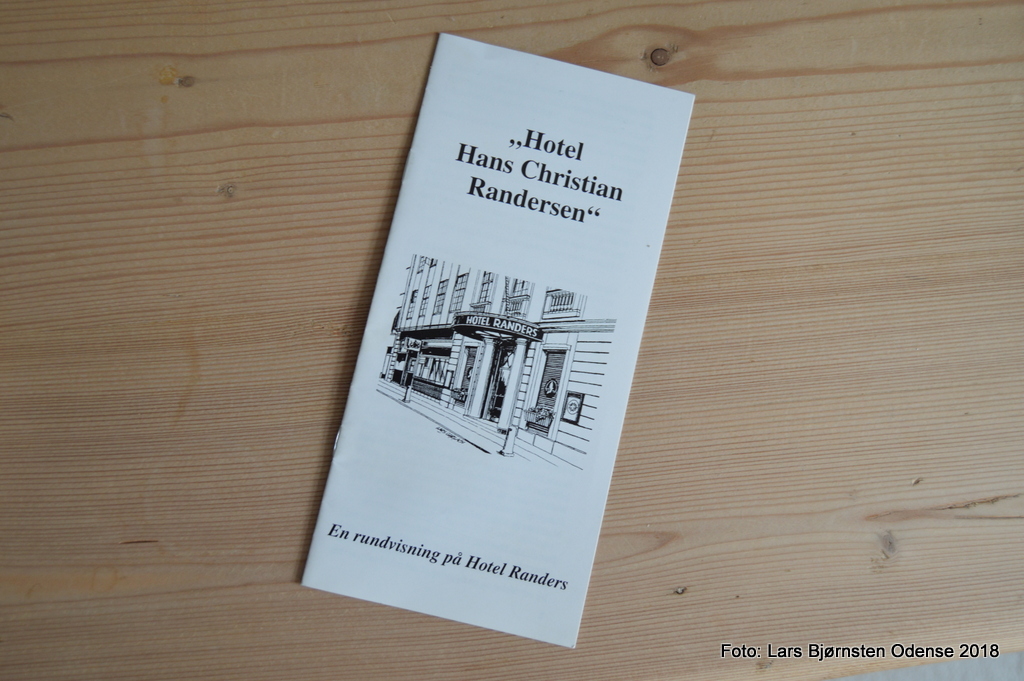 „Hotel
Hans Christian
Randersen“
HOTEL RANDERS
En rundvisning på Hotel Randers
Foto: Lars Bjørnsten Odense 2018